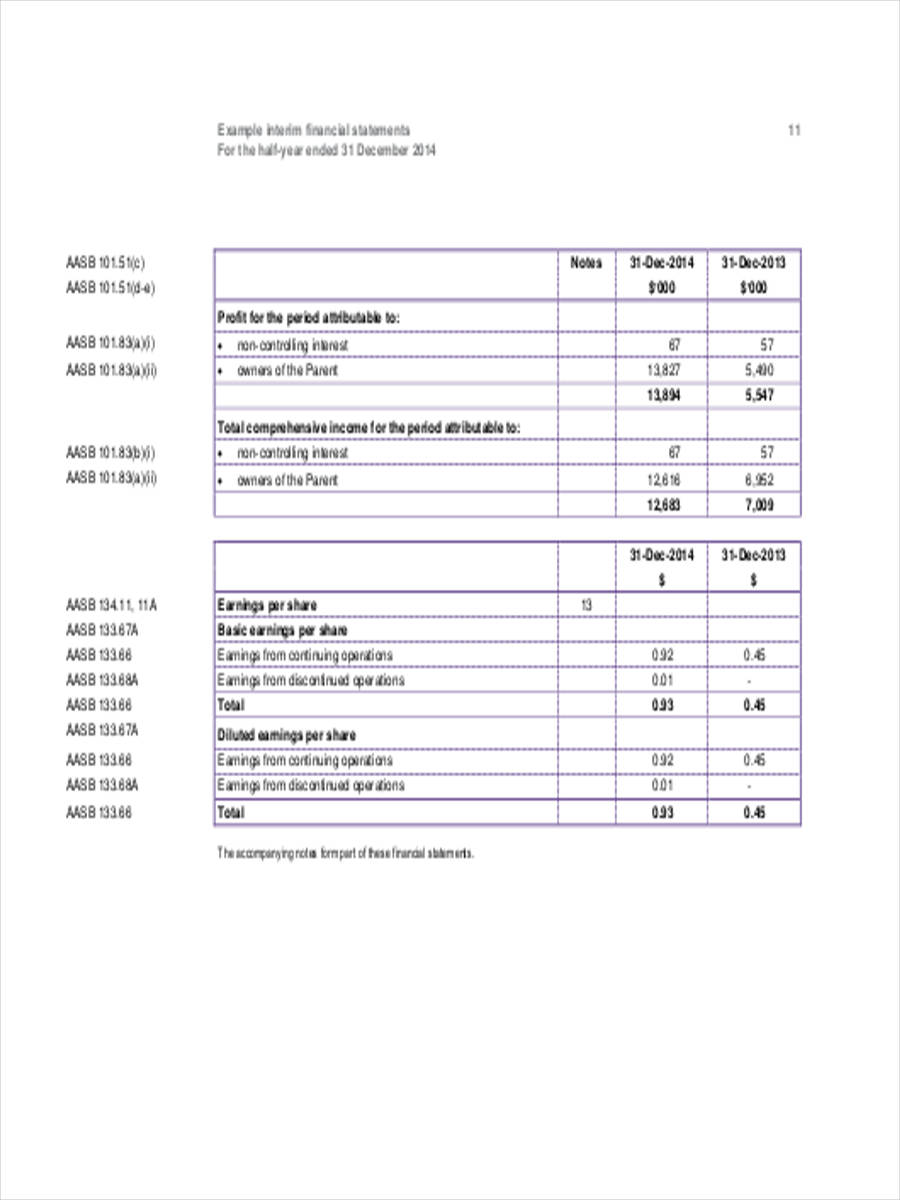 Example interim financial statements 11
For the half-year ended 31 December 2014
AASB 101.51(c) Notes 31-Dec-2014 31-Dec-2013
AASB 101.51(d-e) $'000 $'000
Profit for the period attributable to:
AASB 101.83(a)(i) • non-controlling interest 67 57
AASB 101.83(a)(ii) • owners of the Parent 13,827 5,490
13,894 5,547
Total comprehensive income for the period attributable to:
AASB 101.83(b)(i) • non-controlling interest 67 57
AASB 101.83(a)(ii) • owners of the Parent 12,616 6,952
12,683 7,009
31-Dec-2014 31-Dec-2013
$ $
AASB 134.11, 11A Earnings per share 13
AASB 133.67A Basic earnings per share
AASB 133.66 Earnings from continuing operations 0.92 0.45
AASB 133.68A Earnings from discontinued operations 0.01 -
AASB 133.66 Total 0.93 0.45
AASB 133.67A Diluted earnings per share
AASB 133.66 Earnings from continuing operations 0.92 0.45
AASB 133.68A Earnings from discontinued operations 0.01 -
AASB 133.66 Total 0.93 0.45
The accompanying notes form part of these financial statements.